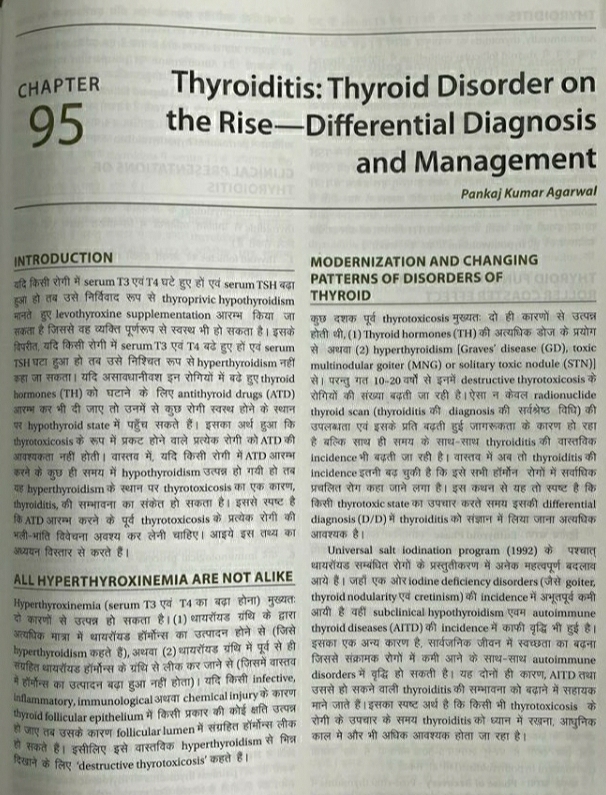 CHAPTER
95
Thyroiditis: Thyroid Disorder on
the Rise—Differential Diagnosis
and Management
Pankaj Kumar Agarwal
INTRODUCTION
यदि किसी रोगी में serum T3 एवं T4 घटे हुए हों एवं serum TSH बढ़ा
हुआ हो तब उसे निर्विवाद रूप से thyroprivic hypothyroidism
मानते हुए levothyroxine supplementation आरम्भ किया जा
सकता है जिससे वह व्यक्ति पूर्णरूप से स्वस्थ भी हो सकता है। इसके
विपरीत, यदि किसी रोगी में serum T3 एवं T4 बढ़े हुए हों एवं serum
TSH घटा हुआ हो तब उसे निश्चित रूप से hyperthyroidism नहीं
कहा जा सकता। यदि असावधानीवश इन रोगियों में बढ़े हुए thyroid
hormones (TH) को घटाने के लिए antithyroid drugs (ATD)
आरम्भ कर भी दी जाए तो उनमें से कुछ रोगी स्वस्थ होने के स्थान
पर hypothyroid state में पहुँच सकते हैं। इसका अर्थ हुआ कि
thyrotoxicosis के रूप में प्रकट होने वाले प्रत्येक रोगी को ATD की
आवश्यकता नहीं होती। वास्तव में, यदि किसी रोगी में ATD आरम्भ
करने के कुछ ही समय में hypothyroidism उत्पन्न हो गयी हो तब
यह hyperthyroidism के स्थान पर thyrotoxicosis का एक कारण,
thyroiditis, की सम्भावना का संकेत हो सकता है। इससे स्पष्ट है
कि ATD आरम्भ करने के पूर्व thyrotoxicosis के प्रत्येक रोगी की
भली-भांति विवेचना अवश्य कर लेनी चाहिए। आइये इस तथ्य का
अध्ययन विस्तार से करते हैं।
ALL HYPERTHYROXINEMIA ARE NOT ALIKE
Hyperthyroxinemia (serum T3 एवं T4 का बढ़ा होना) मुख्यतः
दो कारणों से उत्पन्न हो सकता है। (1) थायरॉयड ग्रंथि के द्वारा
अत्यधिक मात्रा में थायरॉयड हॉर्मोन्स का उत्पादन होने से (जिसे
hyperthyroidism कहते है), अथवा (2) थायरॉयड ग्रंथि में पूर्व से ही
संग्रहित थायरॉयड हॉर्मोन्स के ग्रंथि से लीक कर जाने से (जिसमें वास्तव
में हॉर्मोन्स का उत्पादन बढ़ा हुआ नहीं होता)। यदि किसी infective,
inflammatory, immunological अथवा chemical injury के कारण
thyroid follicular epithelium में किसी प्रकार की कोई क्षति उत्पन्न
हो जाए तब उसके कारण follicular lumen में संग्रहित हॉर्मोन्स लीक
हो सकते हैं। इसीलिए इसे वास्तविक hyperthyroidism से भिन्न
दिखाने के लिए 'destructive thyrotoxicosis' कहते हैं।
MODERNIZATION AND CHANGING
PATTERNS OF DISORDERS OF
THYROID
कुछ दशक पूर्व thyrotoxicosis मुख्यतः दो ही कारणों से उत्पन्न
होती थी, (1) Thyroid hormones (TH) की अत्यधिक डोज के प्रयोग
से अथवा (2) hyperthyroidism [Graves' disease (GD), toxic
multinodular goiter (MNG) or solitary toxic nodule (STN)]
से। परन्तु गत 10-20 वर्षों से इनमें destructive thyrotoxicosis के
रोगियों की संख्या बढ़ती जा रही है। ऐसा न केवल radionuclide
thyroid scan (thyroiditis की diagnosis की सर्वश्रेष्ठ विधि) की
उपलब्धता एवं इसके प्रति बढ़ती हुई जागरूकता के कारण हो रहा
है बल्कि साथ ही समय के साथ-साथ thyroiditis की वास्तविक
incidence भी बढ़ती जा रही है। वास्तव में अब तो thyroiditis की
incidence इतनी बढ़ चुकी है कि इसे सभी हॉर्मोन रोगों में सर्वाधिक
प्रचलित रोग कहा जाने लगा है। इस कथन से यह तो स्पष्ट है कि
किसी thyrotoxic state का उपचार करते समय इसकी differential
diagnosis (D/D) में thyroiditis को संज्ञान में लिया जाना अत्यधिक
आवश्यक है।
Universal salt iodination program (1992) के पश्चात्
थायरॉयड सम्बंधित रोगों के प्रस्तुतीकरण में अनेक महत्वपूर्ण बदलाव
आये है। जहाँ एक ओर iodine deficiency disorders (जैसे goiter,
thyroid nodularity एवं cretinism) की incidence में अभूतपूर्व कमी
आयी है वहीं subclinical hypothyroidism एवम autoimmune
thyroid diseases (AITD) की incidence में काफी वृद्धि भी हुई है।
इसका एक अन्य कारण है, सार्वजनिक जीवन में स्वच्छता का बढ़ना
जिससे संक्रामक रोगों में कमी आने के साथ-साथ autoimmune
disorders में वृद्धि हो सकती है। यह दोनों ही कारण, AITD तथा
उससे हो सकने वाली thyroiditis की सम्भावना को बढ़ाने में सहायक
माने जाते हैं। इसका स्पष्ट अर्थ है कि किसी भी thyrotoxicosis के
रोगी के उपचार के समय thyroiditis को ध्यान में रखना, आधुनिक
काल में और भी अधिक आवश्यक होता जा रहा है।